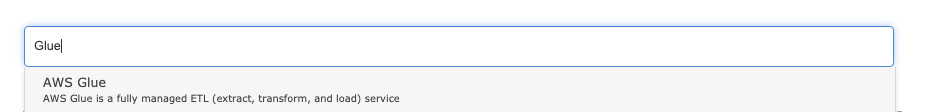 Glue
AWS Glue
AWS Glue is a fully managed ETL (extract, transform, and load) service